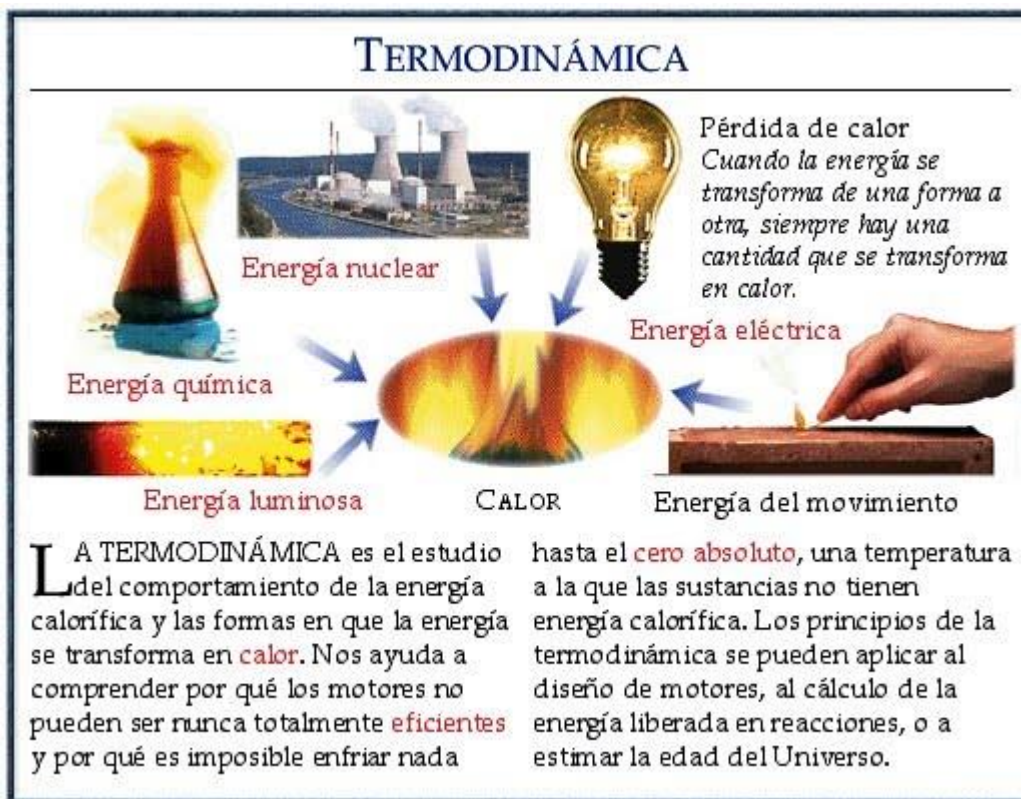 TERMODINÁMICA
Pérdida de calor
Cuando la energía se
transforma de una forma a
otra, siempre hay una
cantidad que se transforma
en calor.
Energía nuclear
Energía eléctrica
Energía química
Energía luminosa
CALOR
Energía del movimiento
LA TERMODINÁMICA es el estudio
del comportamiento de la energía
calorífica y las formas en que la energía
se transforma en calor. Nos ayuda a
comprender por qué los motores no
pueden ser nunca totalmente eficientes
y por qué es imposible enfriar nada
hasta el cero absoluto, una temperatura
a la que las sustancias no tienen
energía calorífica. Los principios de la
termodinámica se pueden aplicar al
diseño de motores, al cálculo de la
energía liberada en reacciones, o a
estimar la edad del Universo.